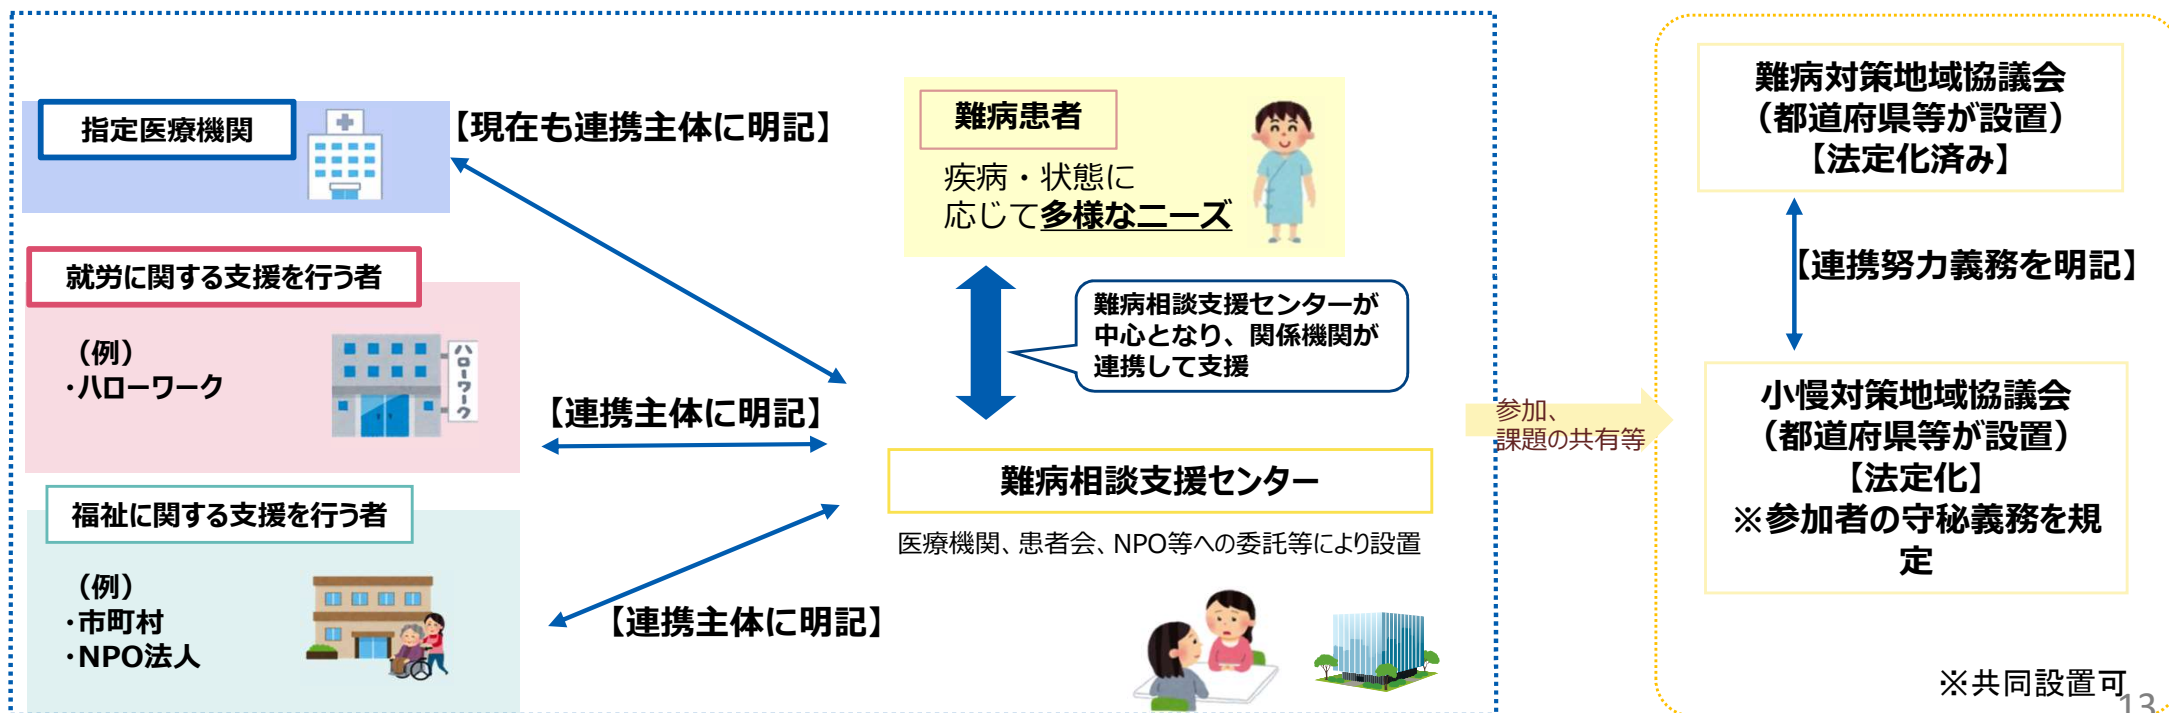 指定医療機関
【現在も連携主体に明記】
就労に関する支援を行う者
（例）
・ハローワーク
ハローワーク
【連携主体に明記】
福祉に関する支援を行う者
（例）
・市町村
・NPO法人
【連携主体に明記】
難病患者
疾病・状態に
応じて多様なニーズ
難病相談支援センターが
中心となり、関係機関が
連携して支援
難病相談支援センター
医療機関、患者会、NPO等への委託等により設置
参加、
課題の共有等
難病対策地域協議会
（都道府県等が設置）
【法定化済み】
【連携努力義務を明記】
小慢対策地域協議会
（都道府県等が設置）
【法定化】
※参加者の守秘義務を規
定
※共同設置可
13